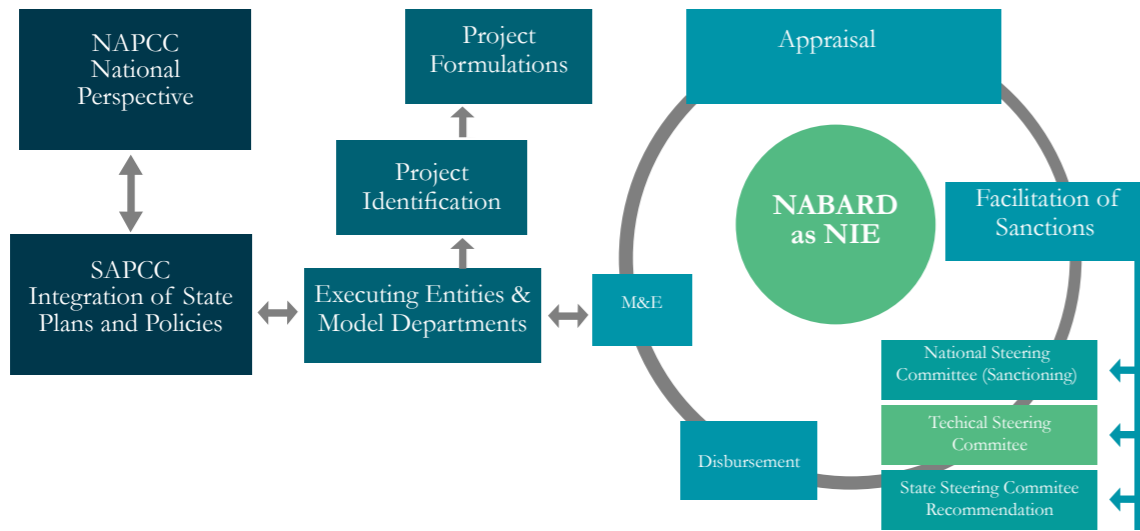 NAPCC
National
Perspective
SAPCC
Integration of State
Plans and Policies
Project
Formulations
Project
Identification
Executing Entities &
Model Departments
Appraisal
NABARD
as NIE
Facilitation of
Sanctions
M&E
Disbursement
National Steering
Committee (Sanctioning)
Techical Steering
Commitee
State Steering Commitee
Recommendation